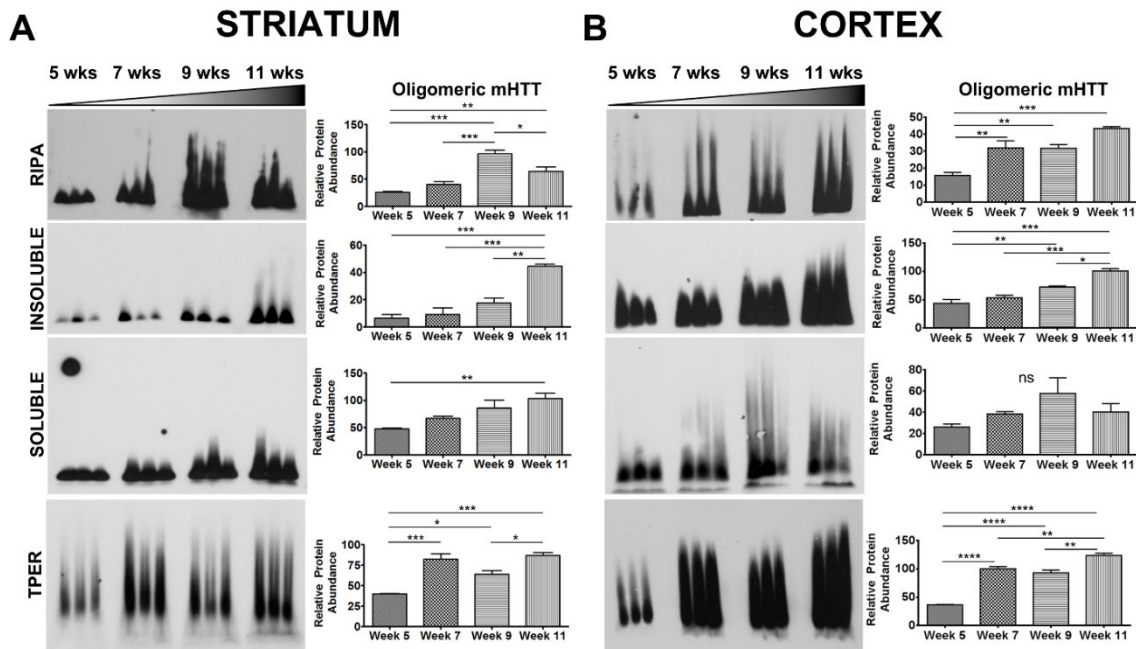 A STRIATUM
5 wks 7 wks 9 wks 11 wks
Oligomeric mHTT
RIPA
Relative Protein
Abundance
150
100
50
0
**
***
***
*
Week 5 Week 7 Week 9 Week 11
INSOLUBLE
Relative Protein
Abundance
60
40
20
0
***
***
**
Week 5 Week 7 Week 9 Week 11
SOLUBLE
Relative Protein
Abundance
150
100
50
0
**
Week 5 Week 7 Week 9 Week 11
TPER
Relative Protein
Abundance
100
75
50
25
0
***
*
***
*
Week 5 Week 7 Week 9 Week 11
B CORTEX
5 wks 7 wks 9 wks 11 wks
Oligomeric mHTT
Relative Protein
Abundance
50
40
30
20
10
0
***
**
**
Week 5 Week 7 Week 9 Week 11
Relative Protein
Abundance
150
100
50
0
***
**
***
*
Week 5 Week 7 Week 9 Week 11
Relative Protein
Abundance
80
60
40
20
0
ns
Week 5 Week 7 Week 9 Week 11
Relative Protein
Abundance
200
150
100
50
0
****
****
**
****
**
Week 5 Week 7 Week 9 Week 11